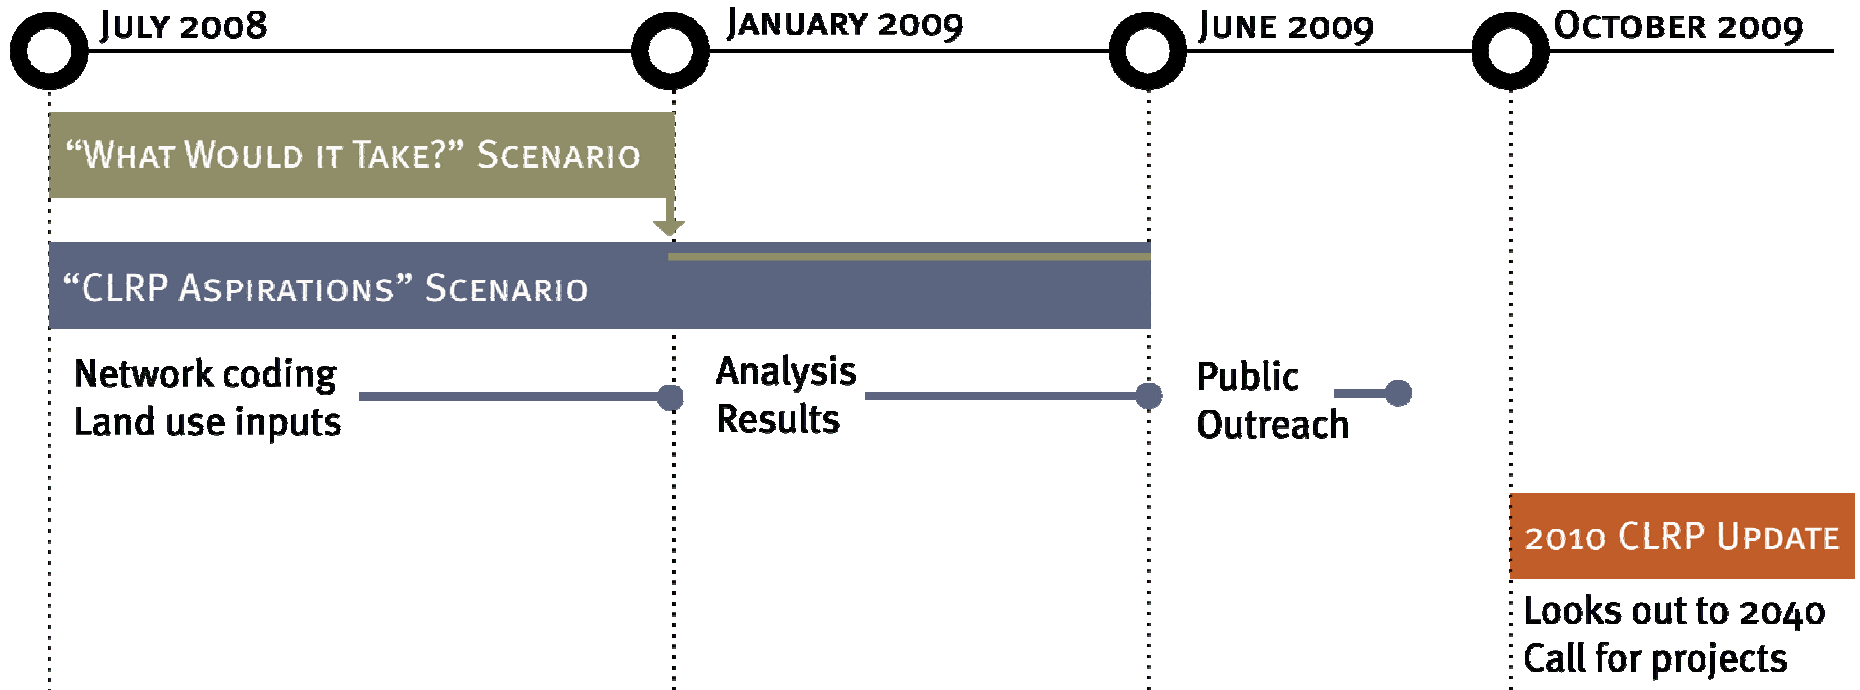 July 2008
January 2009
June 2009
October 2009
“What Would it Take?” Scenario
“CLRP Aspirations” Scenario
Network coding
Land use inputs
Analysis
Results
Public
Outreach
2010 CLRP Update
Looks out to 2040
Call for projects